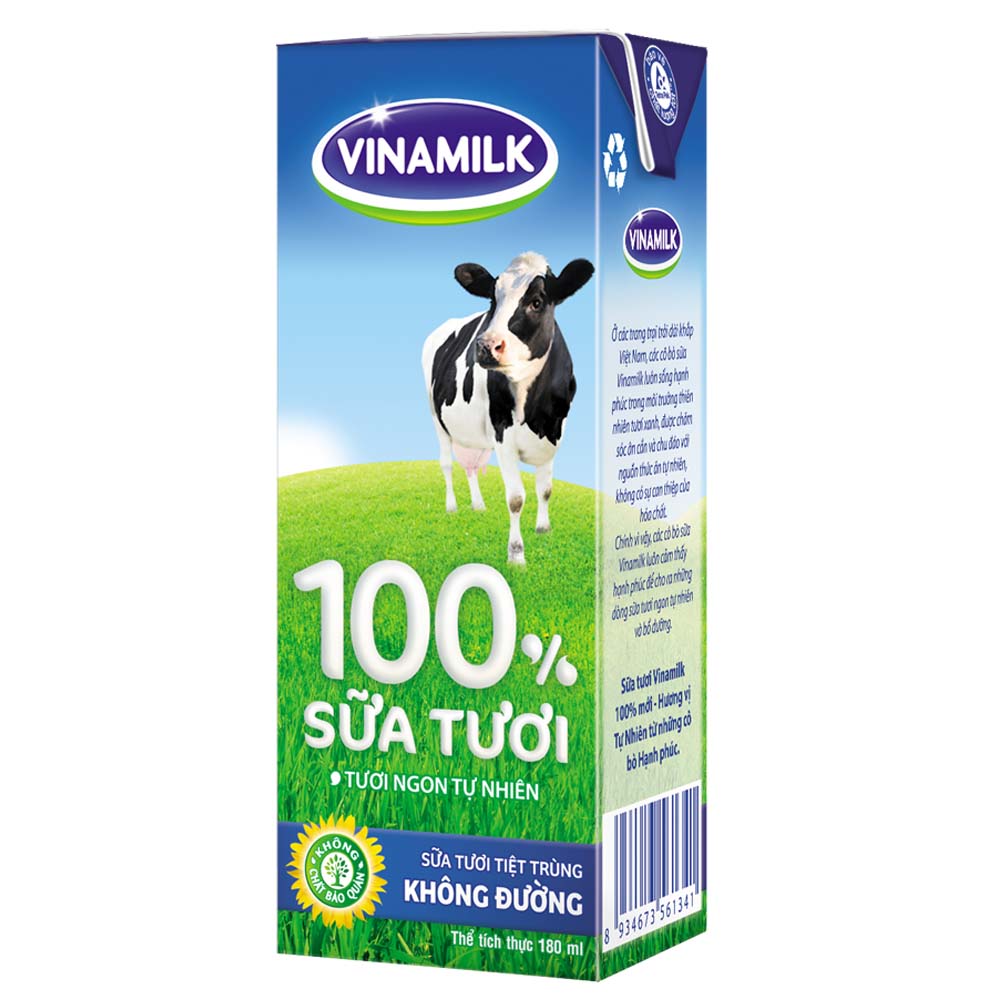 VINAMILK
100%
SỮA TƯƠI
TƯƠI NGON TỰ NHIÊN
KHÔNG
CHẤT BẢO QUẢN
SỮA TƯƠI TIỆT TRÙNG
KHÔNG ĐƯỜNG
Thể tích thực 180 ml
VINAMILK
Ở các trang trại trải dài khắp
Việt Nam, các cô bò sữa
Vinamilk luôn sống hạnh
phúc trong môi trường thiên
nhiên tươi xanh, được chăm
sóc ân cần và chu đáo với
nguồn thức ăn tự nhiên,
không có sự can thiệp của
hóa chất.
Chính vì vậy, các cô bò sữa
Vinamilk luôn cảm thấy
hạnh phúc để cho ra những
dòng sữa tươi ngon tự nhiên
và bổ dưỡng.
Sữa tươi Vinamilk
100% mới - Hương vị
Tự Nhiên từ những cô
bò Hạnh phúc.
8 934673 561341